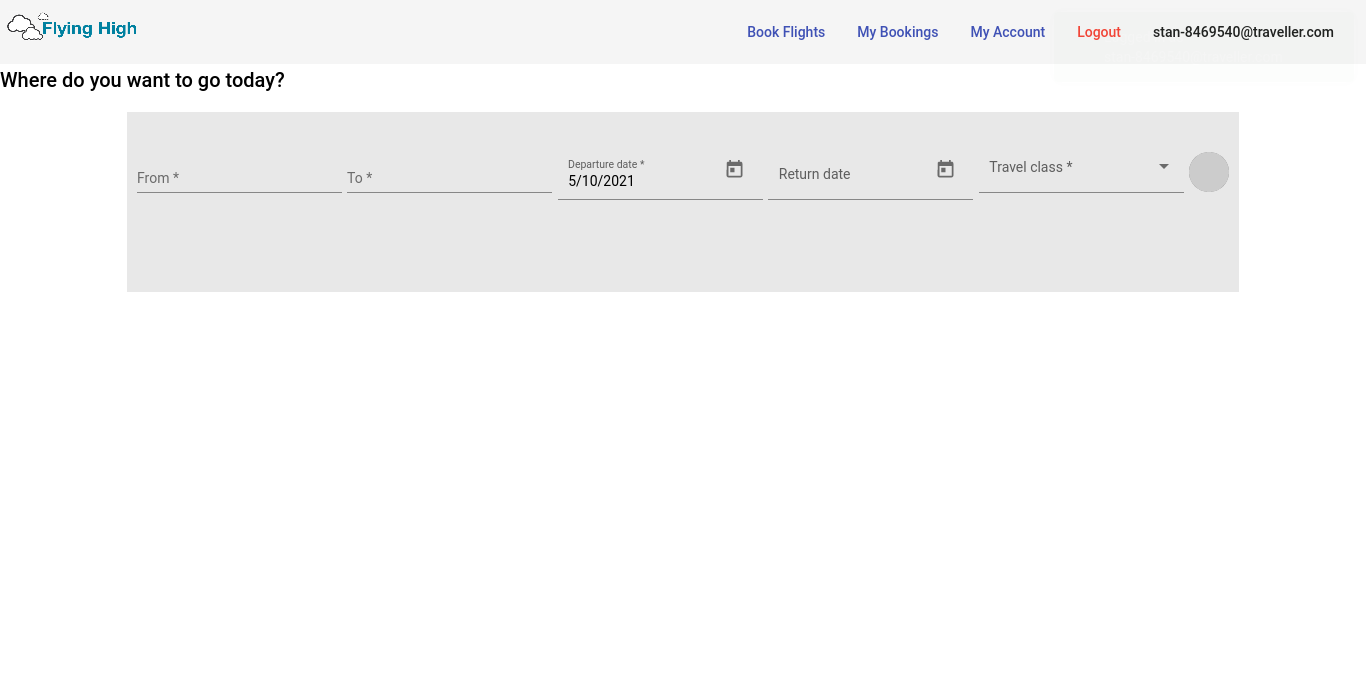 Flying High
Book Flights My Bookings My Account Logout stan-8469540@traveller.com
Where do you want to go today?
From * To * Departure date * 5/10/2021 Return date Travel class *